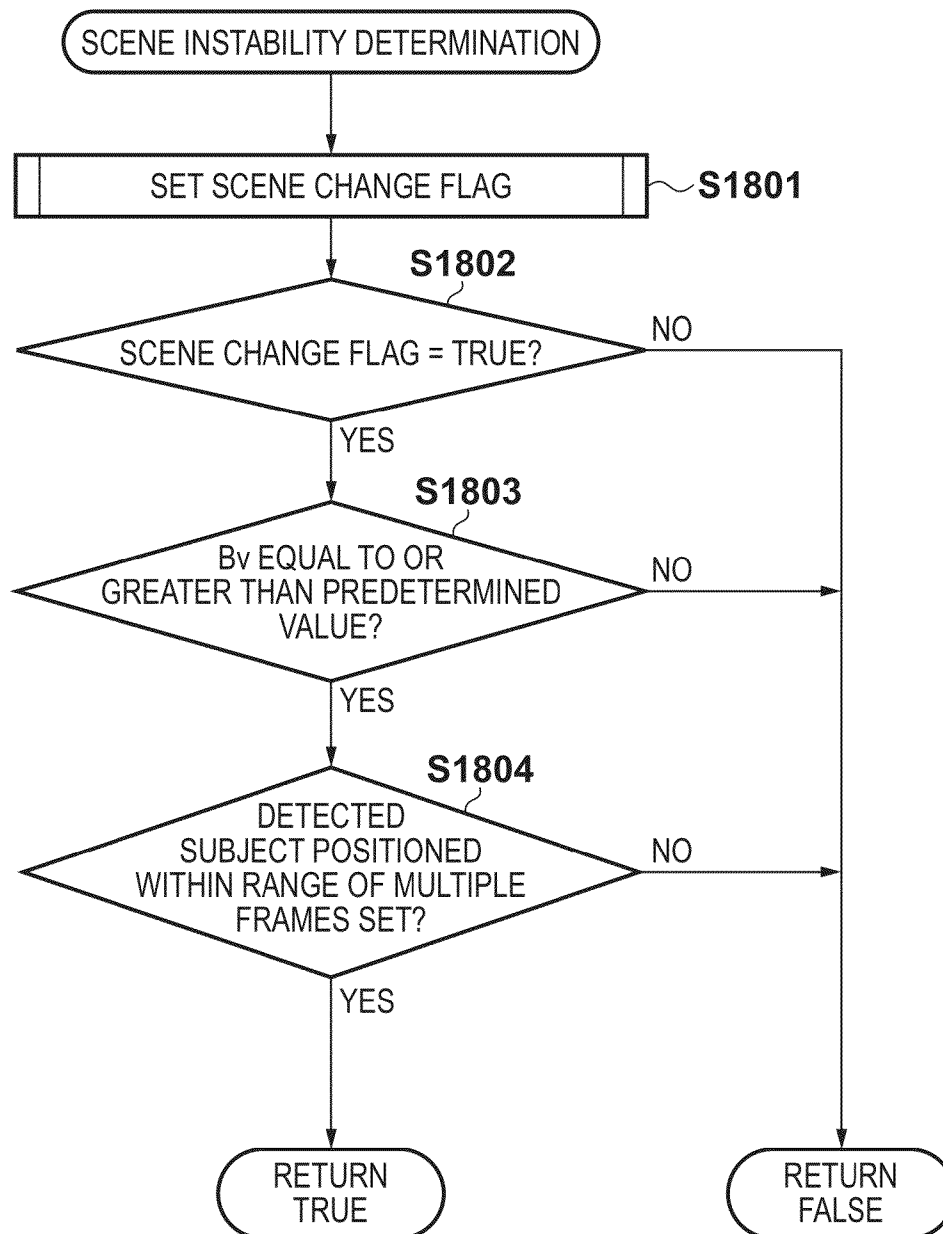 SCENE INSTABILITY DETERMINATION
SET SCENE CHANGE FLAG
S1801
S1802
SCENE CHANGE FLAG = TRUE?
NO
YES
S1803
Bv EQUAL TO OR
GREATER THAN PREDETERMINED
VALUE?
NO
YES
S1804
DETECTED
SUBJECT POSITIONED
WITHIN RANGE OF MULTIPLE
FRAMES SET?
NO
YES
RETURN
TRUE
RETURN
FALSE